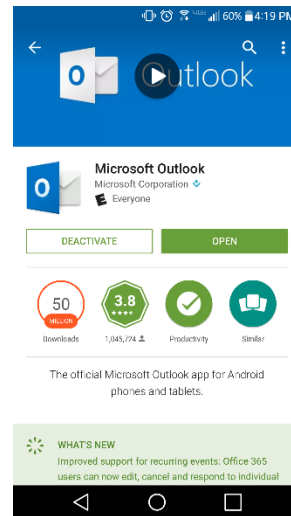 4G 60% 4:19 PM
Outlook
Microsoft Outlook
Microsoft Corporation
E Everyone
DEACTIVATE
OPEN
50
MILLION
3.8
Downloads
1,045,724
Productivity
Similar
The official Microsoft Outlook app for Android
phones and tablets.
WHAT'S NEW
Improved support for recurring events: Office 365
users can now edit, cancel and respond to individual